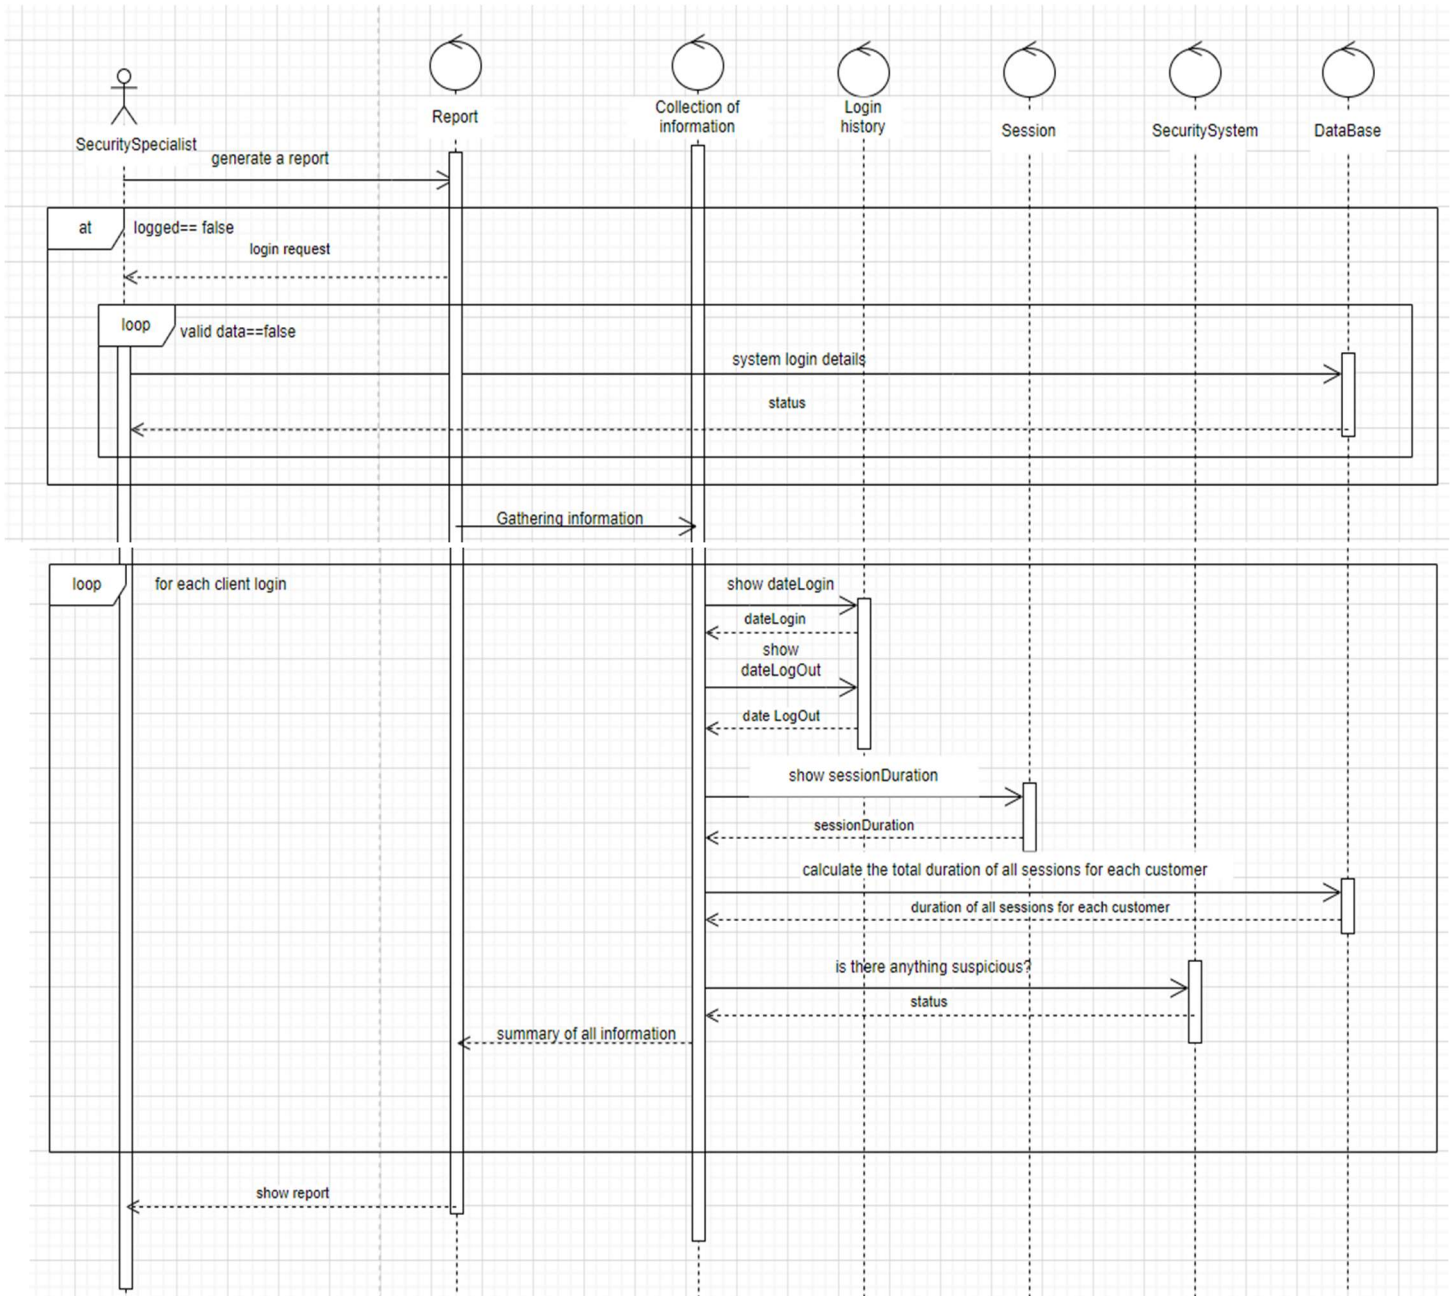 Report
Collection of
information
Login
history
Session
SecuritySystem
DataBase
SecuritySpecialist
generate a report
at
logged== false
login request
loop
valid data==false
system login details
status
Gathering information
loop
for each client login
show dateLogin
dateLogin
show
dateLogOut
date LogOut
show sessionDuration
sessionDuration
calculate the total duration of all sessions for each customer
duration of all sessions for each customer
is there anything suspicious?
status
summary of all information
show report